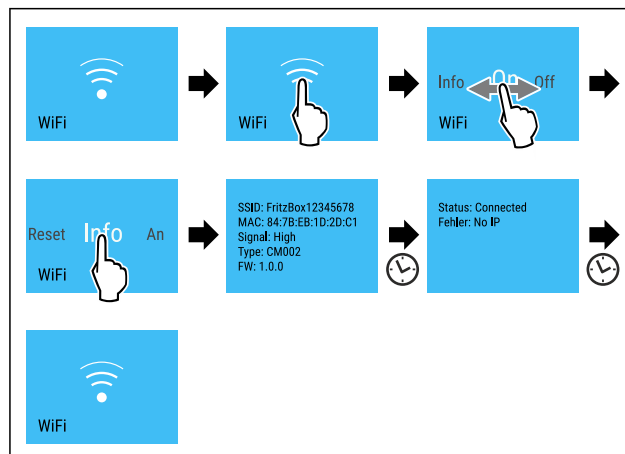 WiFi
WiFi
Info On Off
WiFi
Reset Info An
WiFi
SSID: FritzBox12345678
MAC: 84:7B:EB:1D:2D:C1
Signal: High
Type: CM002
FW: 1.0.0
Status: Connected
Fehler: No IP
WiFi